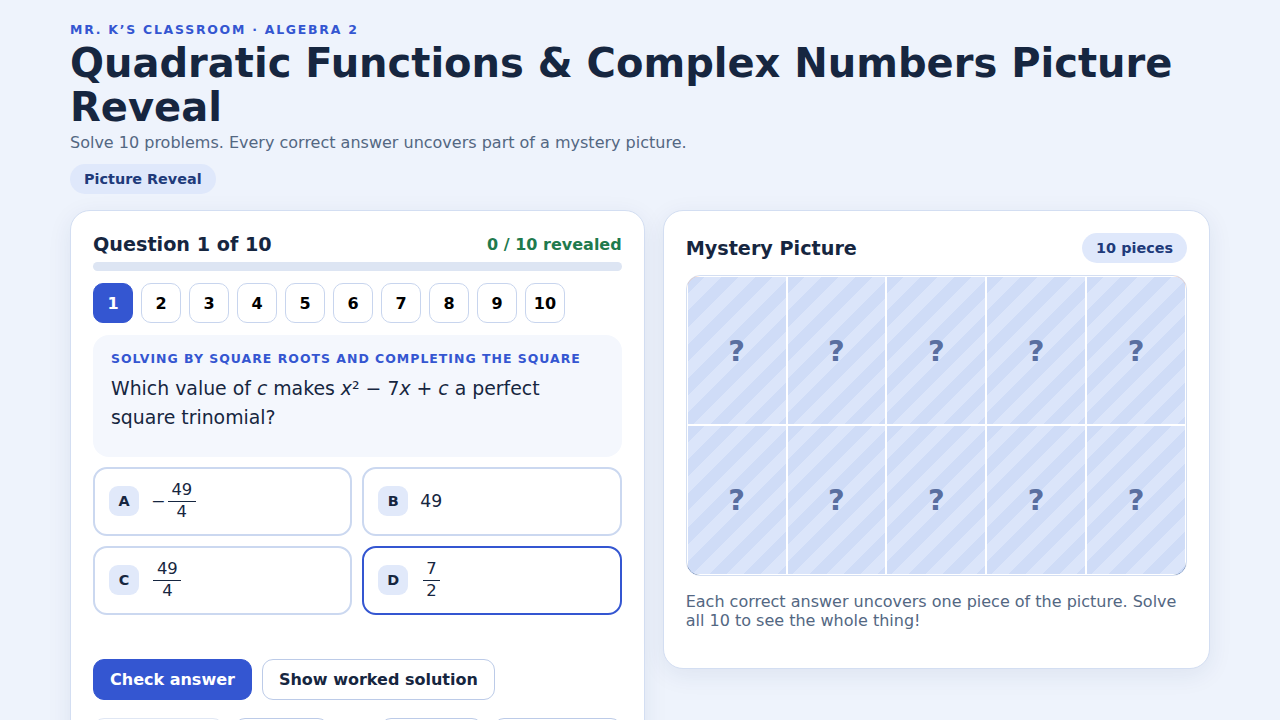 MR. K’S CLASSROOM · ALGEBRA 2
Quadratic Functions & Complex Numbers Picture
Reveal
Solve 10 problems. Every correct answer uncovers part of a mystery picture.
Picture Reveal
Question 1 of 10
0 / 10 revealed
1 2 3 4 5 6 7 8 9 10
SOLVING BY SQUARE ROOTS AND COMPLETING THE SQUARE
Which value of c makes x² − 7x + c a perfect
square trinomial?
A −49/4
B 49
C 49/4
D 7/2
Check answer
Show worked solution
Mystery Picture
10 pieces
? ? ? ? ?
? ? ? ? ?
Each correct answer uncovers one piece of the picture. Solve
all 10 to see the whole thing!